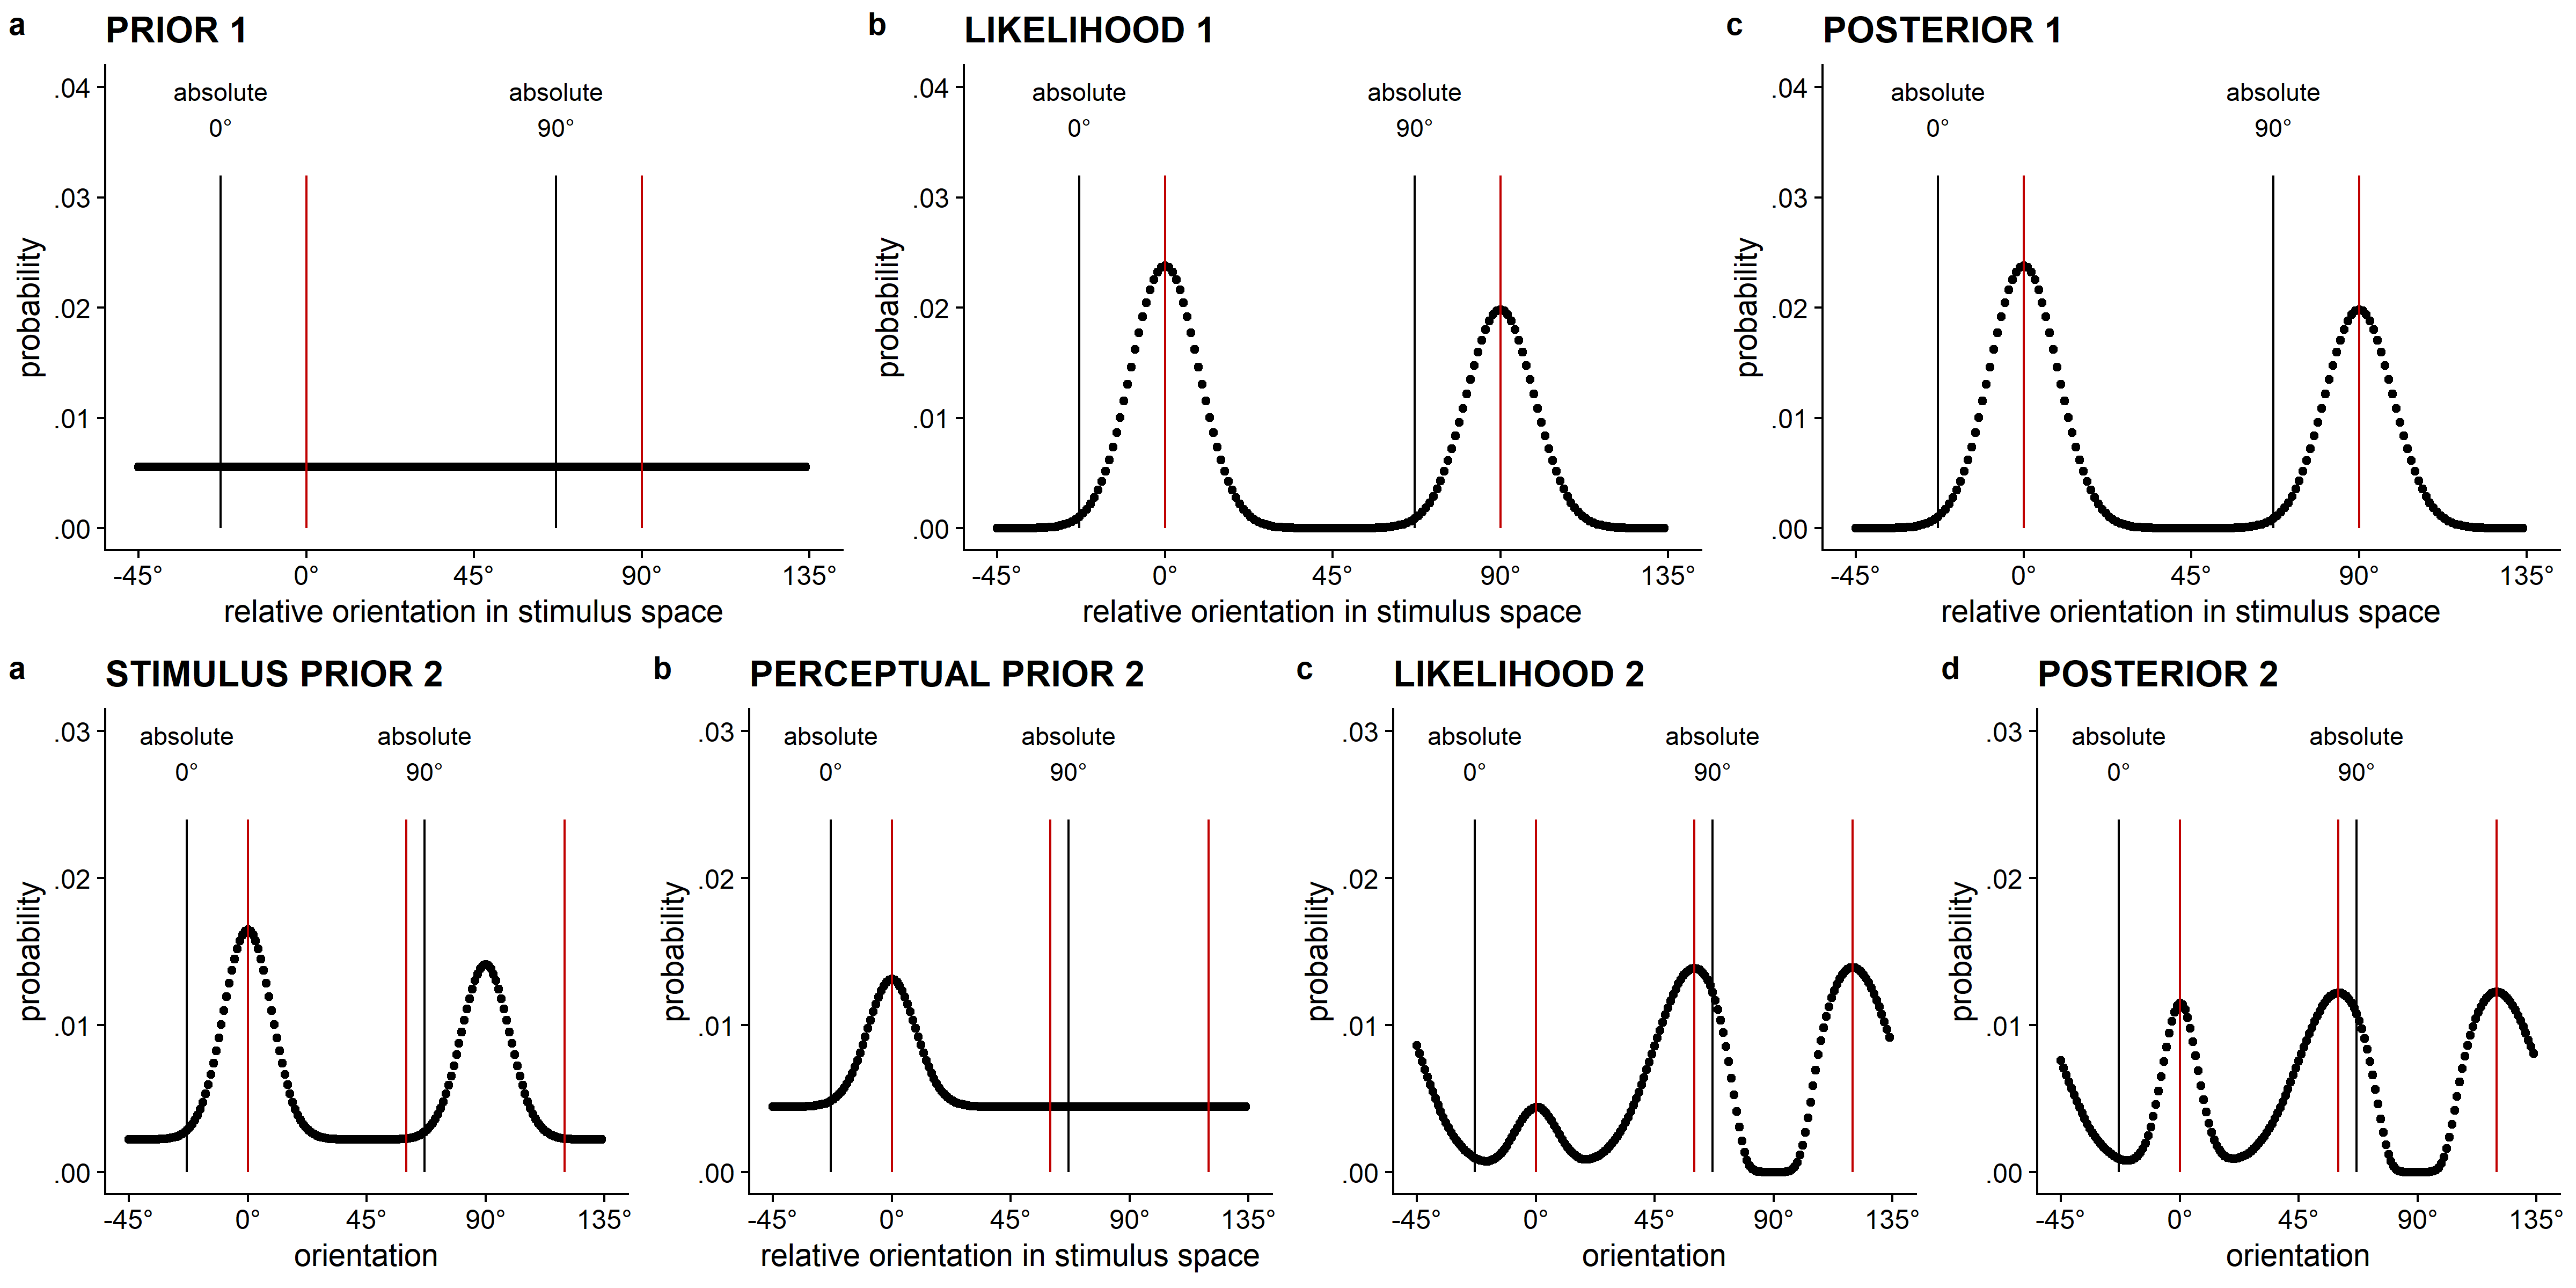 a PRIOR 1
absolute absolute
0° 90°
.04
.03
.02
.01
.00
probability
-45° 0° 45° 90° 135°
relative orientation in stimulus space
b LIKELIHOOD 1
absolute absolute
0° 90°
.04
.03
.02
.01
.00
probability
-45° 0° 45° 90° 135°
relative orientation in stimulus space
c POSTERIOR 1
absolute absolute
0° 90°
.04
.03
.02
.01
.00
probability
-45° 0° 45° 90° 135°
relative orientation in stimulus space
a STIMULUS PRIOR 2
absolute absolute
0° 90°
.03
.02
.01
.00
probability
-45° 0° 45° 90° 135°
orientation
b PERCEPTUAL PRIOR 2
absolute absolute
0° 90°
.03
.02
.01
.00
probability
-45° 0° 45° 90° 135°
relative orientation in stimulus space
c LIKELIHOOD 2
absolute absolute
0° 90°
.03
.02
.01
.00
probability
-45° 0° 45° 90° 135°
orientation
d POSTERIOR 2
absolute absolute
0° 90°
.03
.02
.01
.00
probability
-45° 0° 45° 90° 135°
orientation